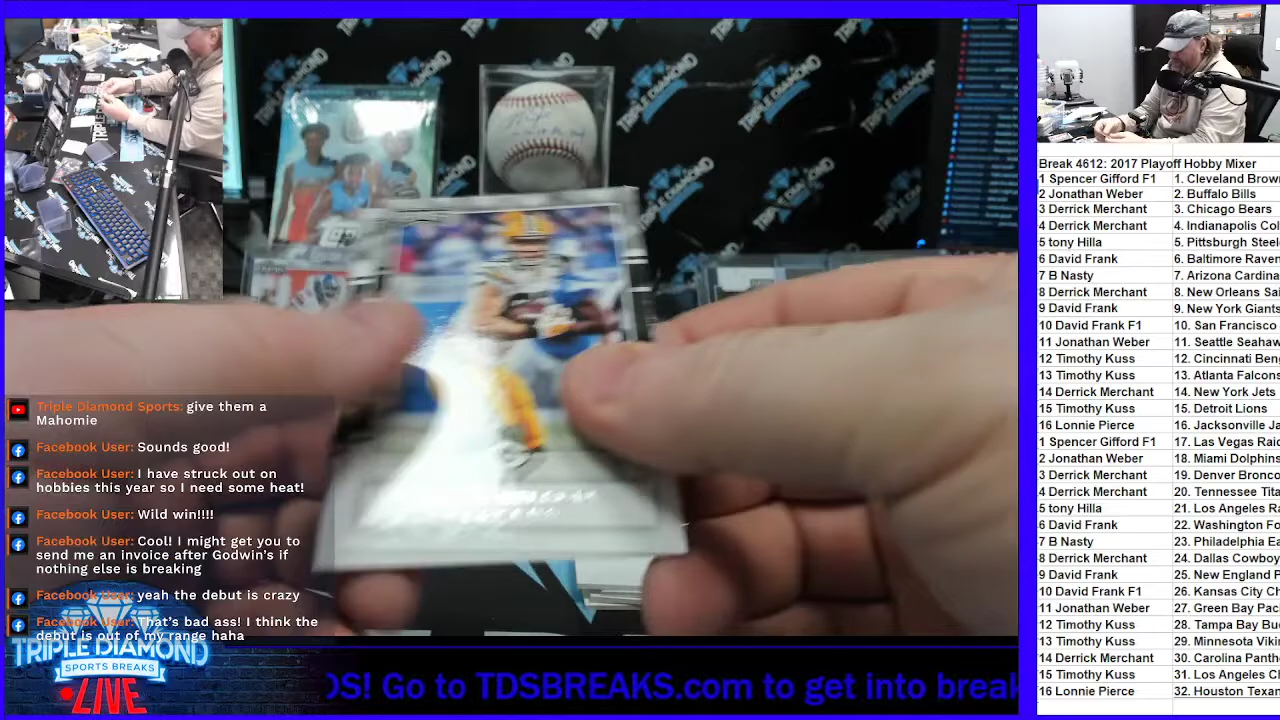 Triple Diamond Sports: give them a
Mahomie
Facebook User: Sounds good!
Facebook User: I have struck out on
hobbies this year so I need some heat!
Facebook User: Wild win!!!!
Facebook User: Cool! I might get you to
send me an invoice after Godwin's if
nothing else is breaking
Facebook User: yeah the debut is crazy
Facebook User: That's bad ass! I think the
debut is out of my range haha
TRIPLE DIAMOND
SPORTS BREAKS
LIVE
OS! Go to TDSBREAKS to get int
TRIPLE DIAMOND
Break 4612: 2017 Playoff Hobby Mixer
1 Spencer Gifford F1 1. Cleveland Brow
2 Jonathan Weber 2. Buffalo Bills
3 Derrick Merchant 3. Chicago Bears
4 Derrick Merchant 4. Indianapolis Co
5 tony Hilla 5. Pittsburgh Steel
6 David Frank 6. Baltimore Raven
7 B Nasty 7. Arizona Cardina
8 Derrick Merchant 8. New Orleans Sai
9 David Frank 9. New York Giants
10 David Frank F1 10. San Francisco
11 Jonathan Weber 11. Seattle Seahaw
12 Timothy Kuss 12. Cincinnati Ben
13 Timothy Kuss 13. Atlanta Falcons
14 Derrick Merchant 14. New York Jets
15 Timothy Kuss 15. Detroit Lions
16 Lonnie Pierce 16. Jacksonville Ja
1 Spencer Gifford F1 17. Las Vegas Rai
2 Jonathan Weber 18. Miami Dolphins
3 Derrick Merchant 19. Denver Bronc
4 Derrick Merchant 20. Tennessee Tita
5 tony Hilla 21. Los Angeles Ra
6 David Frank 22. Washington Fo
7 B Nasty 23. Philadelphia Ea
8 Derrick Merchant 24. Dallas Cowboy
9 David Frank 25. New England P
10 David Frank F1 26. Kansas City Ch
11 Jonathan Weber 27. Green Bay Pa
12 Timothy Kuss 28. Tampa Bay Buc
13 Timothy Kuss 29. Minnesota Viki
14 Derrick Merchant 30. Carolina Panth
15 Timothy Kuss 31. Los Angeles C
16 Lonnie Pierce 32. Houston Texan